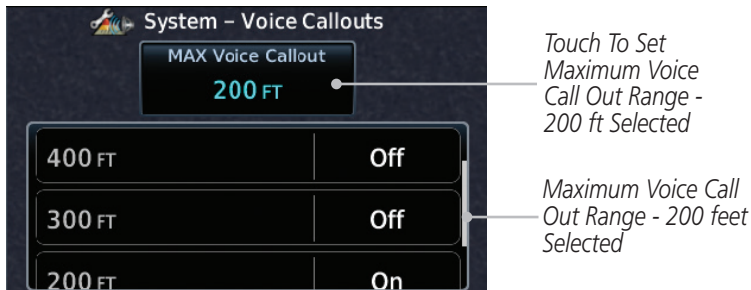 System – Voice Callouts
MAX Voice Callout
200 FT
Touch To Set
Maximum Voice
Call Out Range -
200 ft Selected
400 FT Off
300 FT Off
200 FT On
Maximum Voice Call
Out Range - 200 feet
Selected